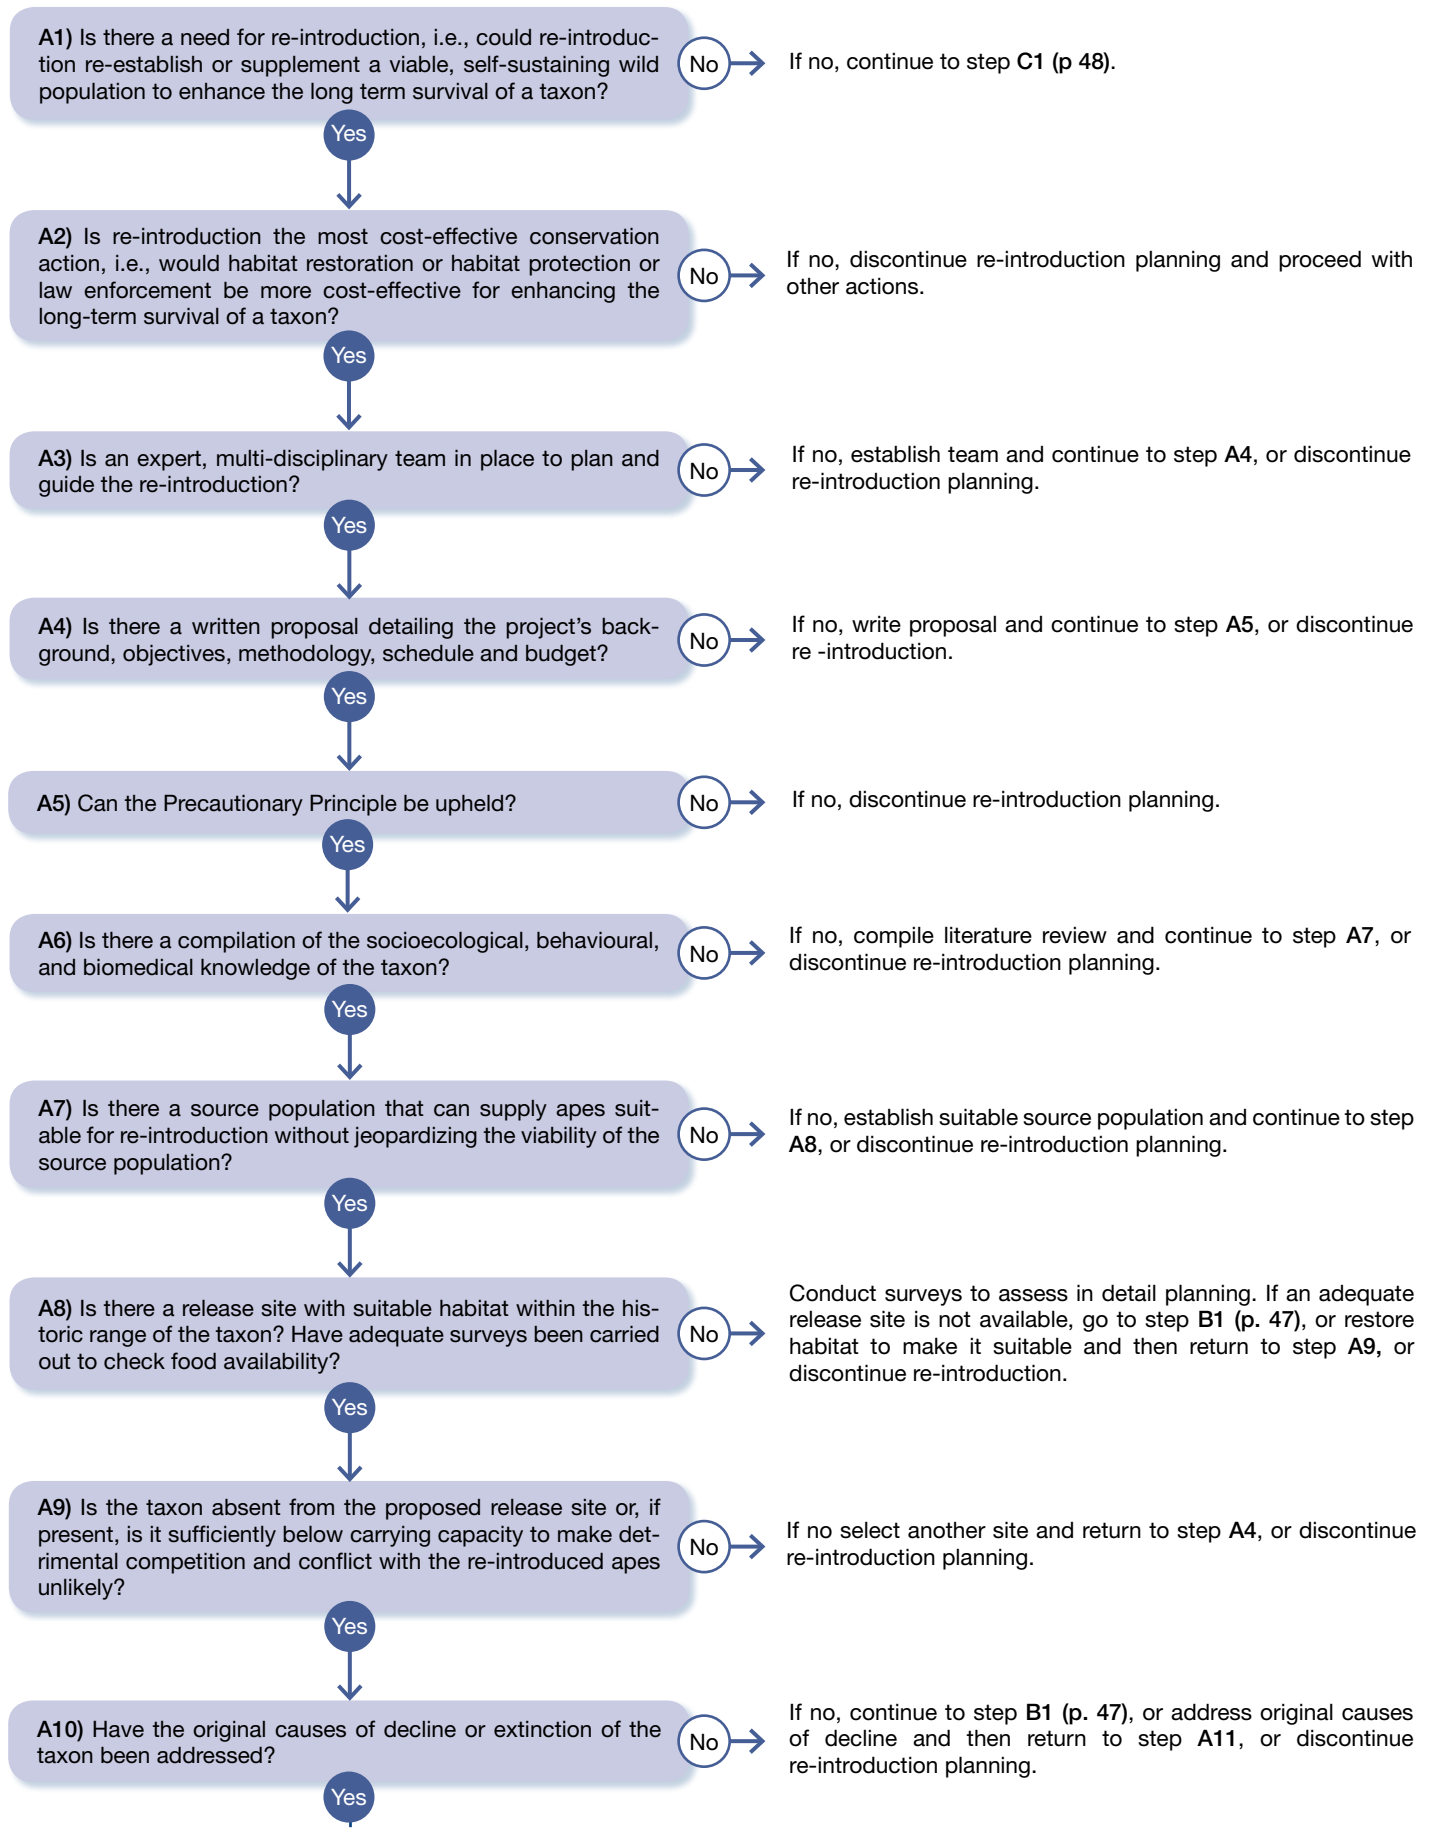 A1) Is there a need for re-introduction, i.e., could re-introduc-
tion re-establish or supplement a viable, self-sustaining wild
population to enhance the long term survival of a taxon?
No
If no, continue to step C1 (p 48).
Yes
A2) Is re-introduction the most cost-effective conservation
action, i.e., would habitat restoration or habitat protection or
law enforcement be more cost-effective for enhancing the
long-term survival of a taxon?
No
If no, discontinue re-introduction planning and proceed with
other actions.
Yes
A3) Is an expert, multi-disciplinary team in place to plan and
guide the re-introduction?
No
If no, establish team and continue to step A4, or discontinue
re-introduction planning.
Yes
A4) Is there a written proposal detailing the project's back-
ground, objectives, methodology, schedule and budget?
No
If no, write proposal and continue to step A5, or discontinue
re -introduction.
Yes
A5) Can the Precautionary Principle be upheld?
No
If no, discontinue re-introduction planning.
Yes
A6) Is there a compilation of the socioecological, behavioural,
and biomedical knowledge of the taxon?
No
If no, compile literature review and continue to step A7, or
discontinue re-introduction planning.
Yes
A7) Is there a source population that can supply apes suit-
able for re-introduction without jeopardizing the viability of the
source population?
No
If no, establish suitable source population and continue to step
A8, or discontinue re-introduction planning.
Yes
A8) Is there a release site with suitable habitat within the his-
toric range of the taxon? Have adequate surveys been carried
out to check food availability?
No
Conduct surveys to assess in detail planning. If an adequate
release site is not available, go to step B1 (p. 47), or restore
habitat to make it suitable and then return to step A9, or
discontinue re-introduction.
Yes
A9) Is the taxon absent from the proposed release site or, if
present, is it sufficiently below carrying capacity to make det-
rimental competition and conflict with the re-introduced apes
unlikely?
No
If no select another site and return to step A4, or discontinue
re-introduction planning.
Yes
A10) Have the original causes of decline or extinction of the
taxon been addressed?
No
If no, continue to step B1 (p. 47), or address original causes
of decline and then return to step A11, or discontinue
re-introduction planning.
Yes